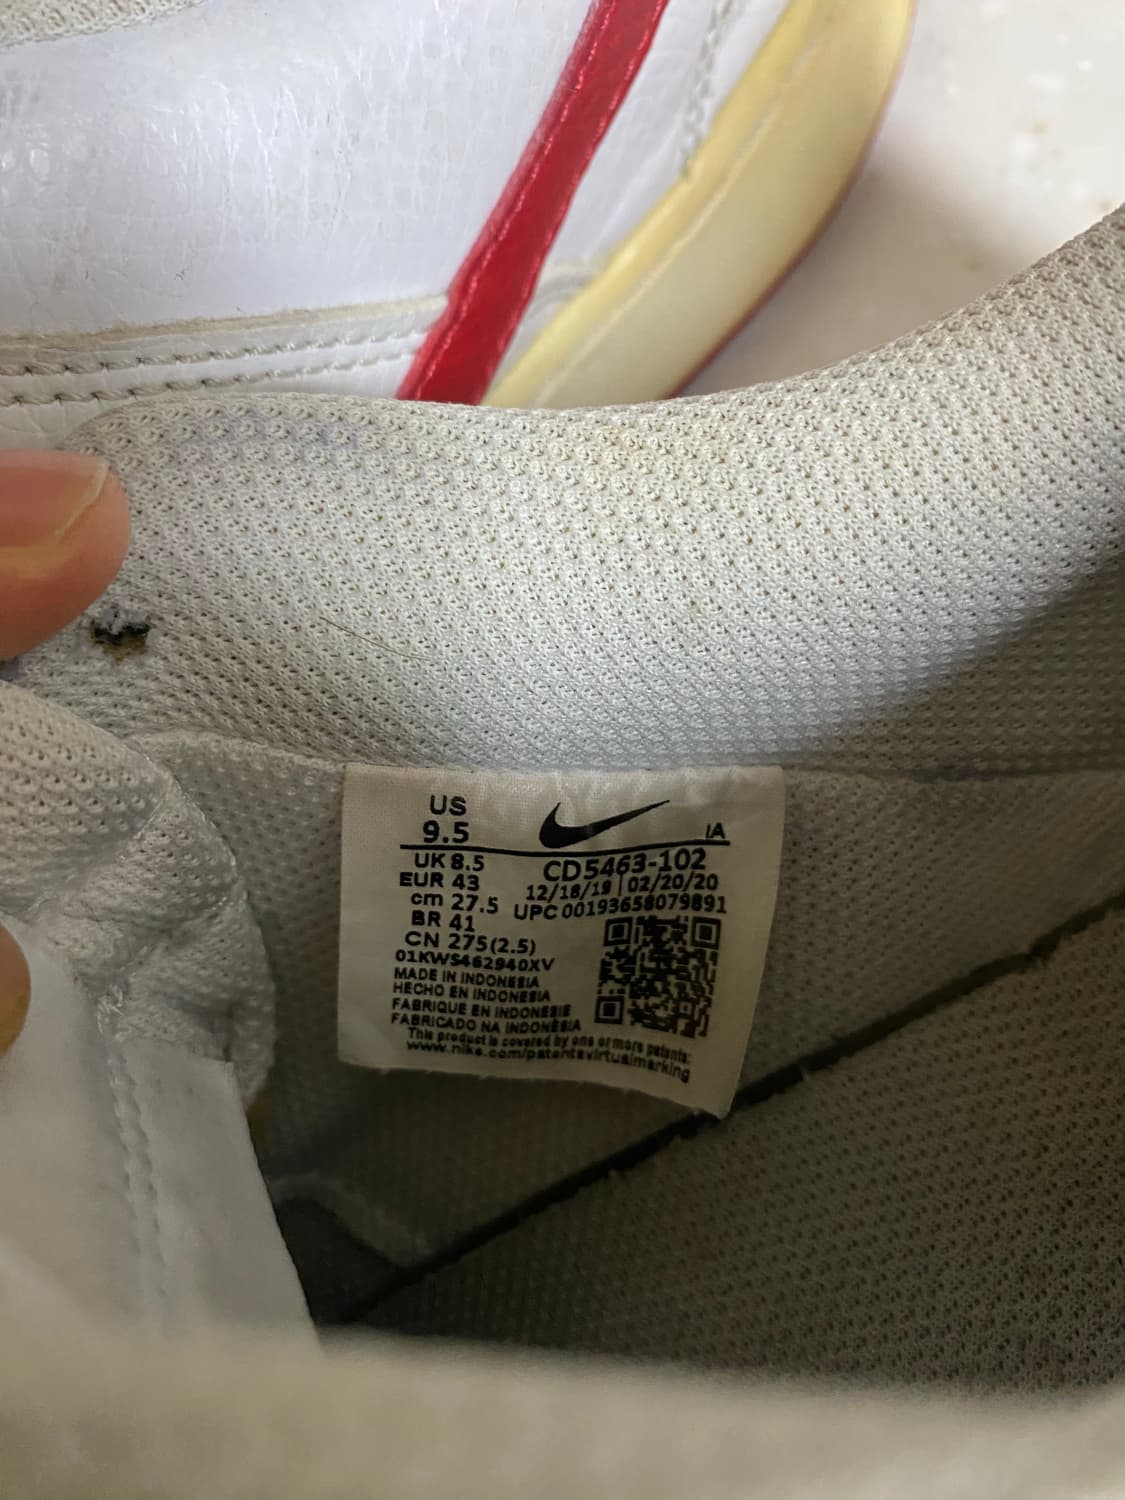 US
9.5
IA
UK 8.5
CD5463-102
EUR 43
12/18/19 | 02/20/20
cm 27.5
UPC 00193658079891
BR 41
CN 275(2.5)
01KWS462940XV
MADE IN INDONESIA
HECHO EN INDONESIA
FABRIQUE EN INDONESIE
FABRICADO NA INDONÉSIA
This product is covered by one or more patents:
www.nike.com/patentsvirtualmarking